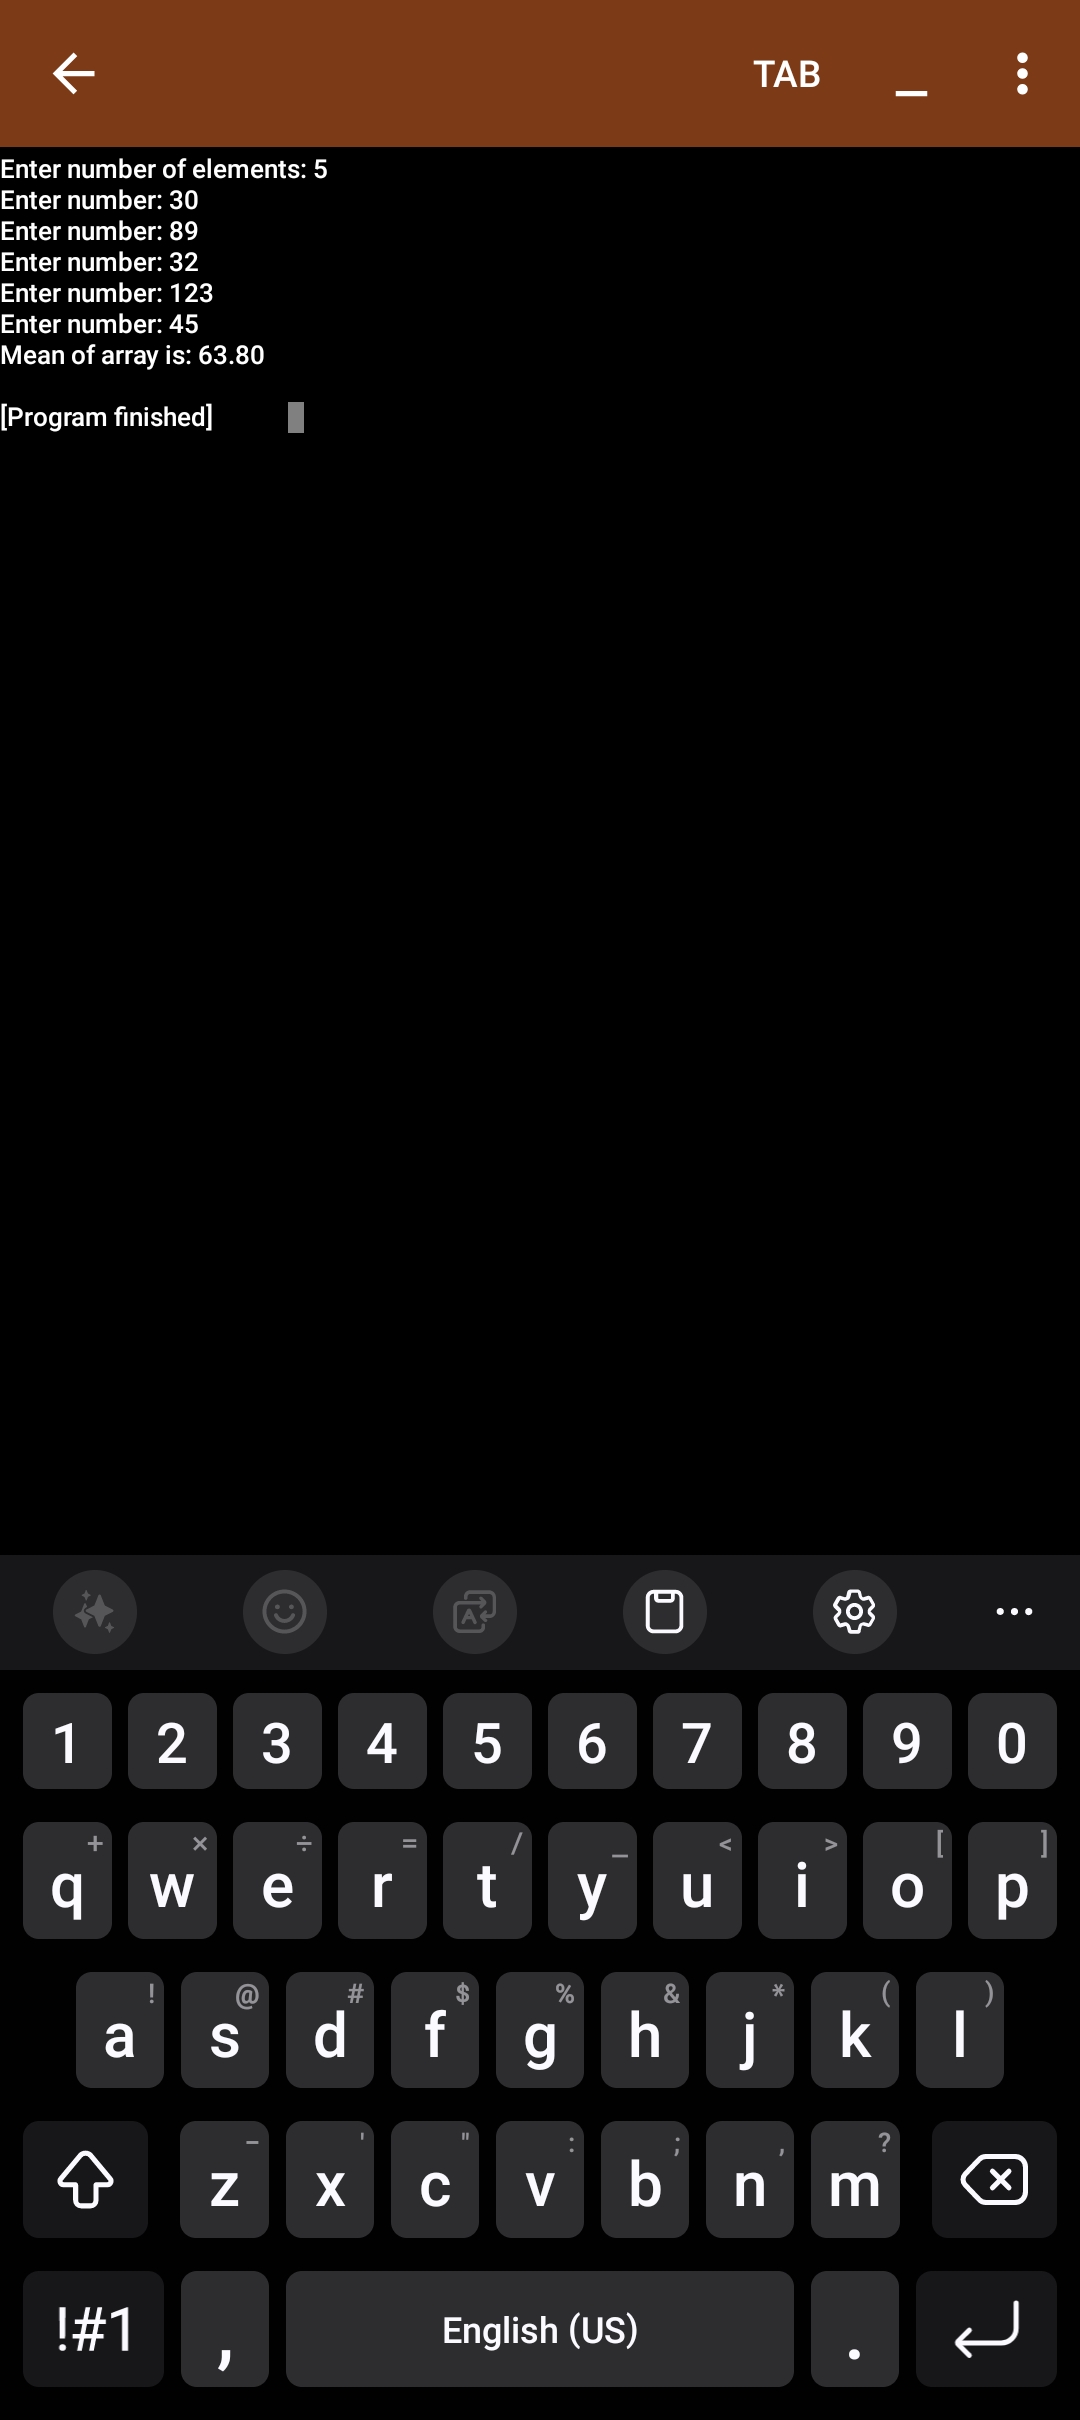 TAB _
Enter number of elements: 5
Enter number: 30
Enter number: 89
Enter number: 32
Enter number: 123
Enter number: 45
Mean of array is: 63.80
[Program finished]
1 2 3 4 5 6 7 8 9 0
+ × ÷ = / _ < > [ ]
q w e r t y u i o p
! @ # $ % & * ( )
a s d f g h j k l
- ' " : ; , ?
z x c v b n m
!#1 , English (US) .